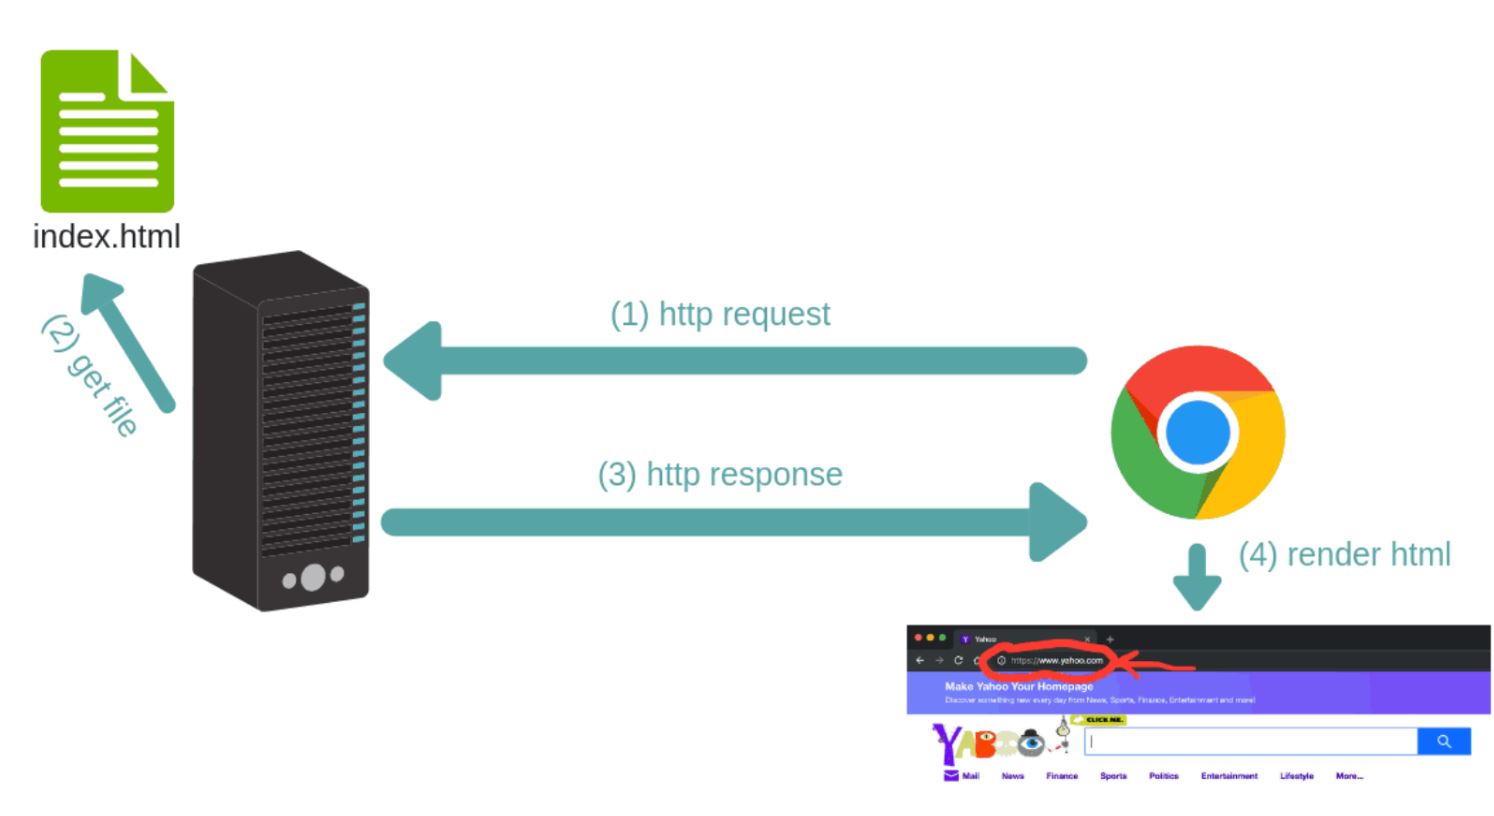 index.html
(1) http request
(2) get file
(3) http response
(4) render html
Yahoo
https://www.yahoo.com
Make Yahoo Your Homepage
Discover something new every day from News, Sports, Finance, Entertainment and more!
CLICK ME.
Mail News Finance Sports Politics Entertainment Lifestyle More...